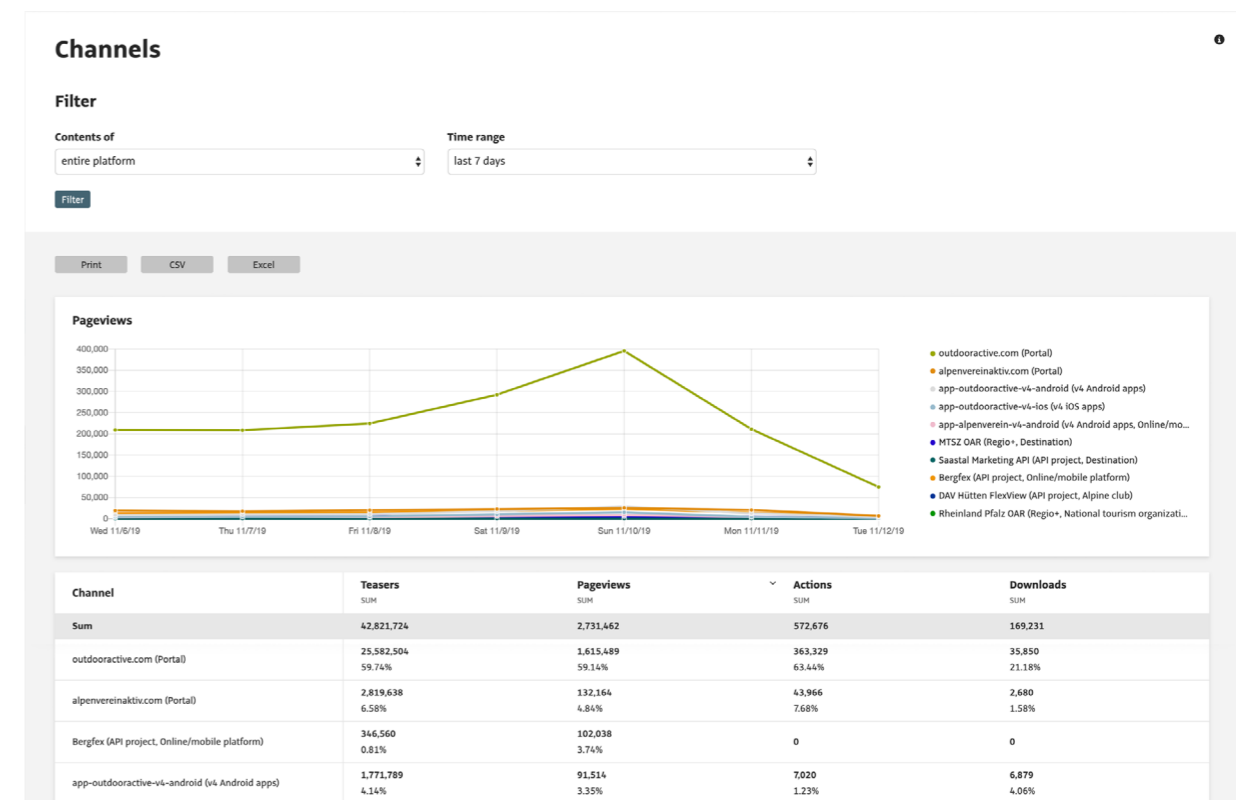 Channels
Filter
Contents of
Time range
entire platform
last 7 days
Filter
Print
CSV
Excel
Pageviews
400,000
350,000
300,000
250,000
200,000
150,000
100,000
50,000
0
Wed 11/6/19
Thu 11/7/19
Fri 11/8/19
Sat 11/9/19
Sun 11/10/19
Mon 11/11/19
Tue 11/12/19
outdooractive.com (Portal)
alpenvereinaktiv.com (Portal)
app-outdooractive-v4-android (v4 Android apps)
app-outdooractive-v4-ios (v4 iOS apps)
app-alpenverein-v4-android (v4 Android apps, Online/mo...
MTSZ OAR (Regio+, Destination)
Saastal Marketing API (API project, Destination)
Bergfex (API project, Online/mobile platform)
DAV Hütten FlexView (API project, Alpine club)
Rheinland Pfalz OAR (Regio+, National tourism organizati...
Channel
Teasers
Pageviews
Actions
Downloads
SUM
SUM
SUM
SUM
Sum
42,821,724
2,731,462
572,676
169,231
outdooractive.com (Portal)
25,582,504
1,615,489
363,329
35,850
59.74%
59.14%
63.44%
21.18%
alpenvereinaktiv.com (Portal)
2,819,638
132,164
43,966
2,680
6.58%
4.84%
7.68%
1.58%
Bergfex (API project, Online/mobile platform)
346,560
102,038
0
0
0.81%
3.74%
app-outdooractive-v4-android (v4 Android apps)
1,771,789
91,514
7,020
6,879
4.14%
3.35%
1.23%
4.06%